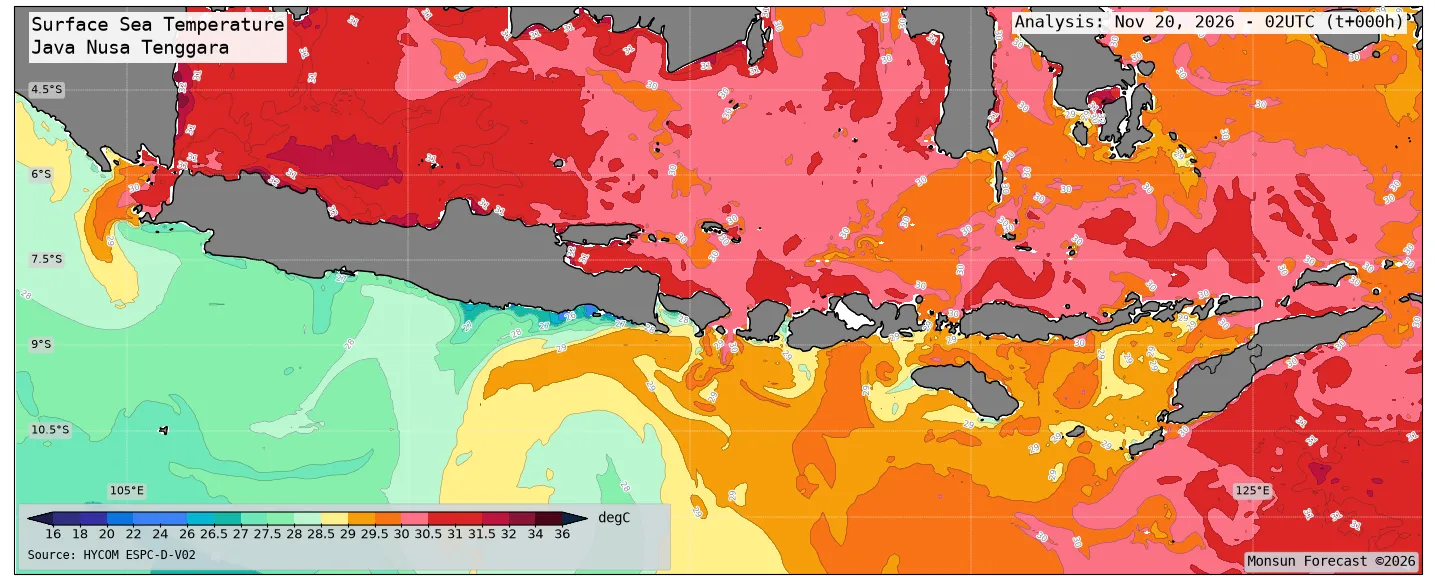 Surface Sea Temperature
Java Nusa Tenggara
Analysis: Nov 20, 2026 - 02UTC (t+000h)
4.5°S
6°S
7.5°S
9°S
10.5°S
105°E
125°E
16 18 20 22 24 26 26.5 27 27.5 28 28.5 29 29.5 30 30.5 31 31.5 32 34 36
degC
Source: HYCOM ESPC-D-V02
Monsun Forecast ©2026